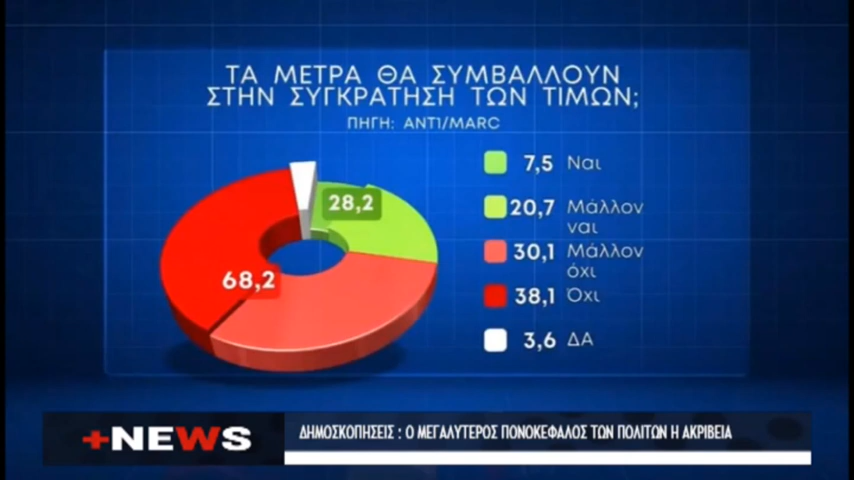 ΤΑ ΜΕΤΡΑ ΘΑ ΣΥΜΒΑΛΛΟΥΝ
ΣΤΗΝ ΣΥΓΚΡΑΤΗΣΗ ΤΩΝ ΤΙΜΩΝ;
ΠΗΓΗ: ΑΝΤ1/MARC
28,2
68,2
7,5 Ναι
20,7 Μάλλον
ναι
30,1 Μάλλον
όχι
38,1 Όχι
3,6 ΔΑ
+NEWS
ΔΗΜΟΣΚΟΠΗΣΕΙΣ : Ο ΜΕΓΑΛΥΤΕΡΟΣ ΠΟΝΟΚΕΦΑΛΟΣ ΤΩΝ ΠΟΛΙΤΩΝ Η ΑΚΡΙΒΕΙΑ